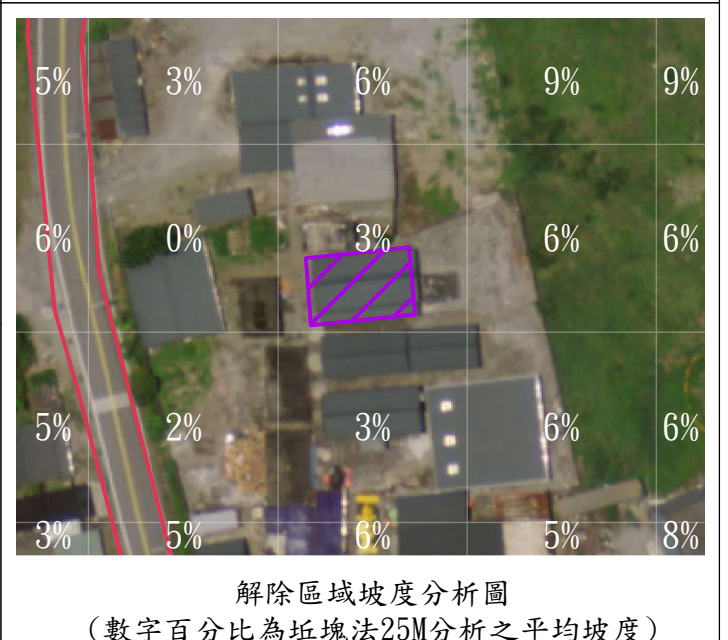 5% 3% 6% 9% 9%
6% 0% 3% 6% 6%
5% 2% 3% 6% 6%
3% 5% 6% 5% 8%
解除區域坡度分析圖
(數字百分比為坵塊法25M分析之平均坡度)